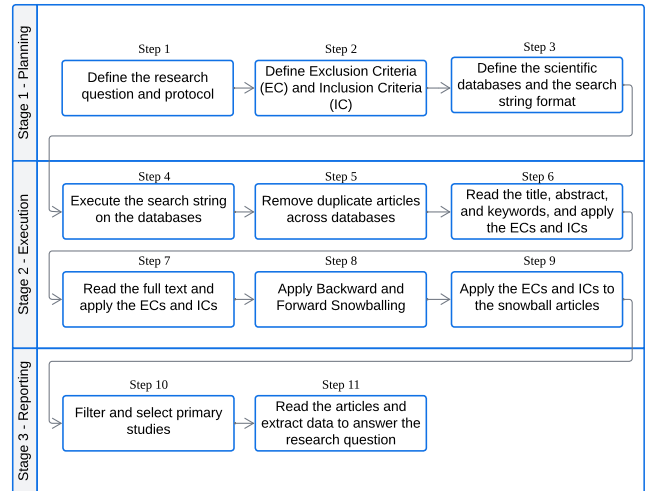 Stage 1 - Planning
Step 1
Define the research
question and protocol
Step 2
Define Exclusion Criteria
(EC) and Inclusion Criteria
(IC)
Step 3
Define the scientific
databases and the search
string format
Stage 2 - Execution
Step 4
Execute the search string
on the databases
Step 5
Remove duplicate articles
across databases
Step 6
Read the title, abstract,
and keywords, and apply
the ECs and ICs
Step 7
Read the full text and
apply the ECs and ICs
Step 8
Apply Backward and
Forward Snowballing
Step 9
Apply the ECs and ICs to
the snowball articles
Stage 3 - Reporting
Step 10
Filter and select primary
studies
Step 11
Read the articles and
extract data to answer the
research question